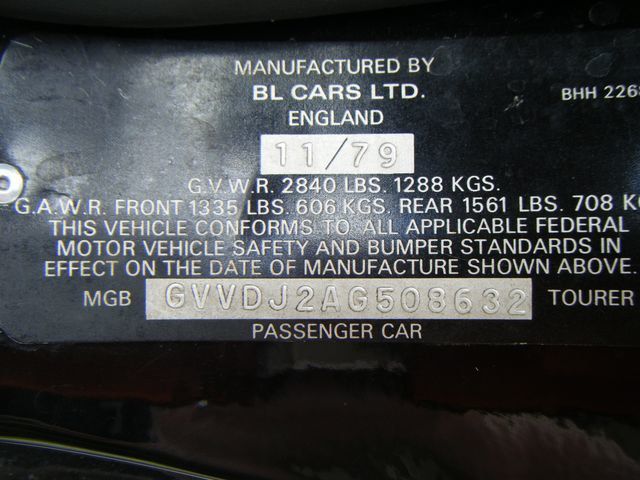 MANUFACTURED BY
BL CARS LTD.
ENGLAND
11/79
G.V.W.R. 2840 LBS. 1288 KGS.
G.A.W.R. FRONT 1335 LBS. 606 KGS. REAR 1561 LBS. 708
THIS VEHICLE CONFORMS TO ALL APPLICABLE FEDERAL
MOTOR VEHICLE SAFETY AND BUMPER STANDARDS IN
EFFECT ON THE DATE OF MANUFACTURE SHOWN ABOVE.
MGB GVVDJ2AG508632 TOURER
PASSENGER CAR
BHH 226